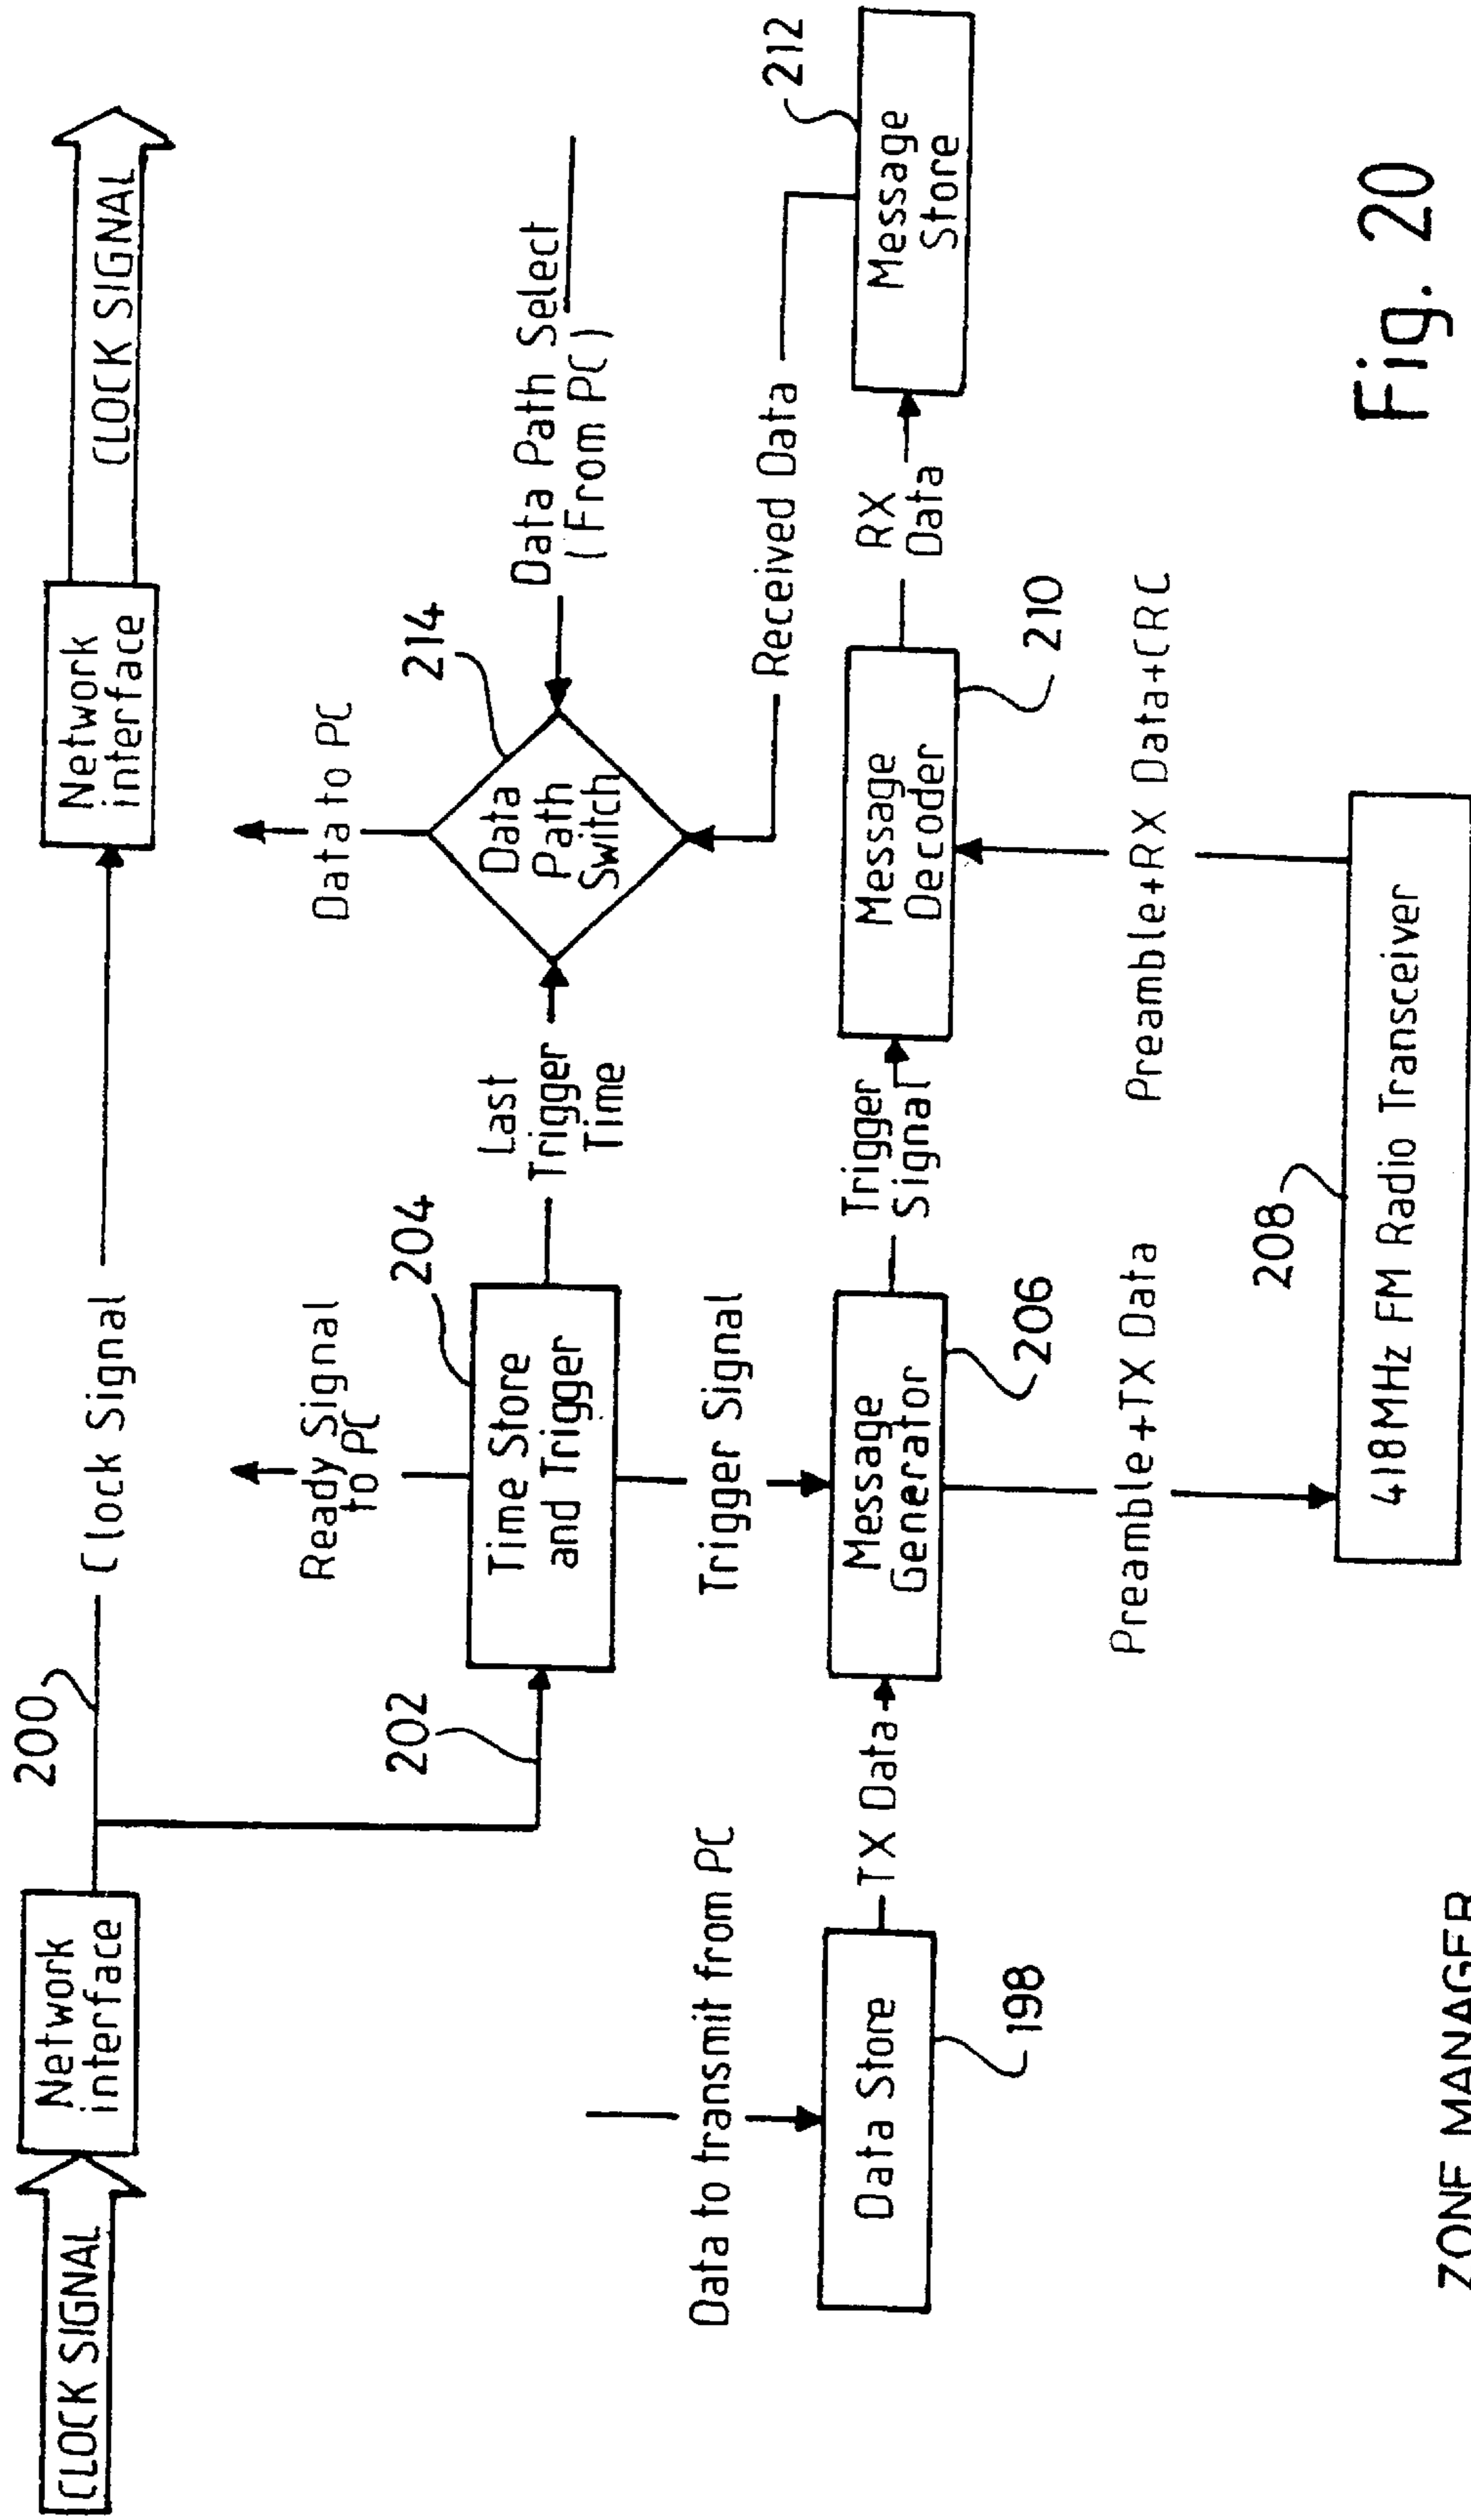 CLOCK SIGNAL
Network
interface
200
Clock Signal
Network
interface
CLOCK SIGNAL
202
Ready Signal
to PC
204
Time Store
and Trigger
Last
Trigger
Time
Data to PC
214
Data
Path
Switch
Data Path Select
(From PC)
Data to transmit from PC
Trigger Signal
Received Data
212
Data Store
198
TX Data
Message
Generator
206
Trigger
Signal
Message
Decoder
210
RX
Data
Message
Store
Preamble+TX Data
Preamble+RX Data+CRC
208
418MHz FM Radio Transceiver
ZONE MANAGER
Fig. 20